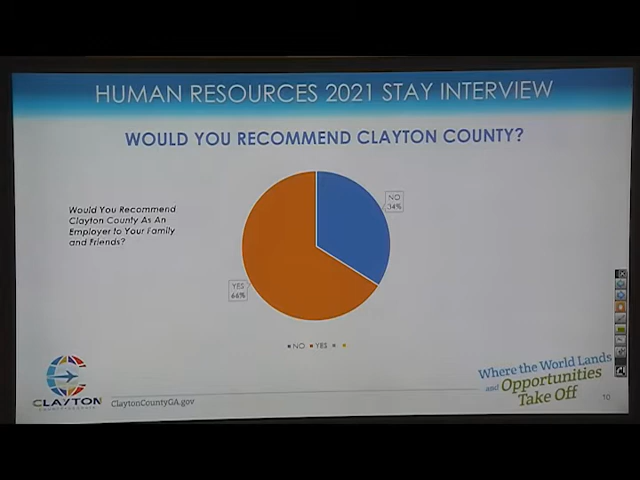 HUMAN RESOURCES 2021 STAY INTERVIEW
WOULD YOU RECOMMEND CLAYTON COUNTY?
Would You Recommend
Clayton County As An
Employer to Your Family
and Friends?
NO
34%
YES
66%
NO YES
CLAYTON
ClaytonCountyGA.gov
Where the World Lands
and Opportunities
Take Off
10